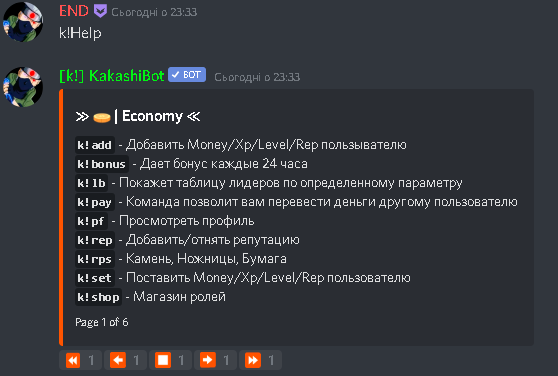 END Сьогодні о 23:33
k!Help
[k!] KakashiBot ✓ BOT Сьогодні о 23:33
≫ | Economy ≪
k!add - Добавить Money/Xp/Level/Rep пользывателю
k!bonus - Дает бонус каждые 24 часа
k!lb - Покажет таблицу лидеров по определенному параметру
k!pay - Команда позволит вам перевести деньги другому пользователю
k!pf - Просмотреть профиль
k!rep - Добавить/отнять репутацию
k!rps - Камень, Ножницы, Бумага
k!set - Поставить Money/Xp/Level/Rep пользователю
k!shop - Магазин ролей
Page 1 of 6
1 1 1 1 1